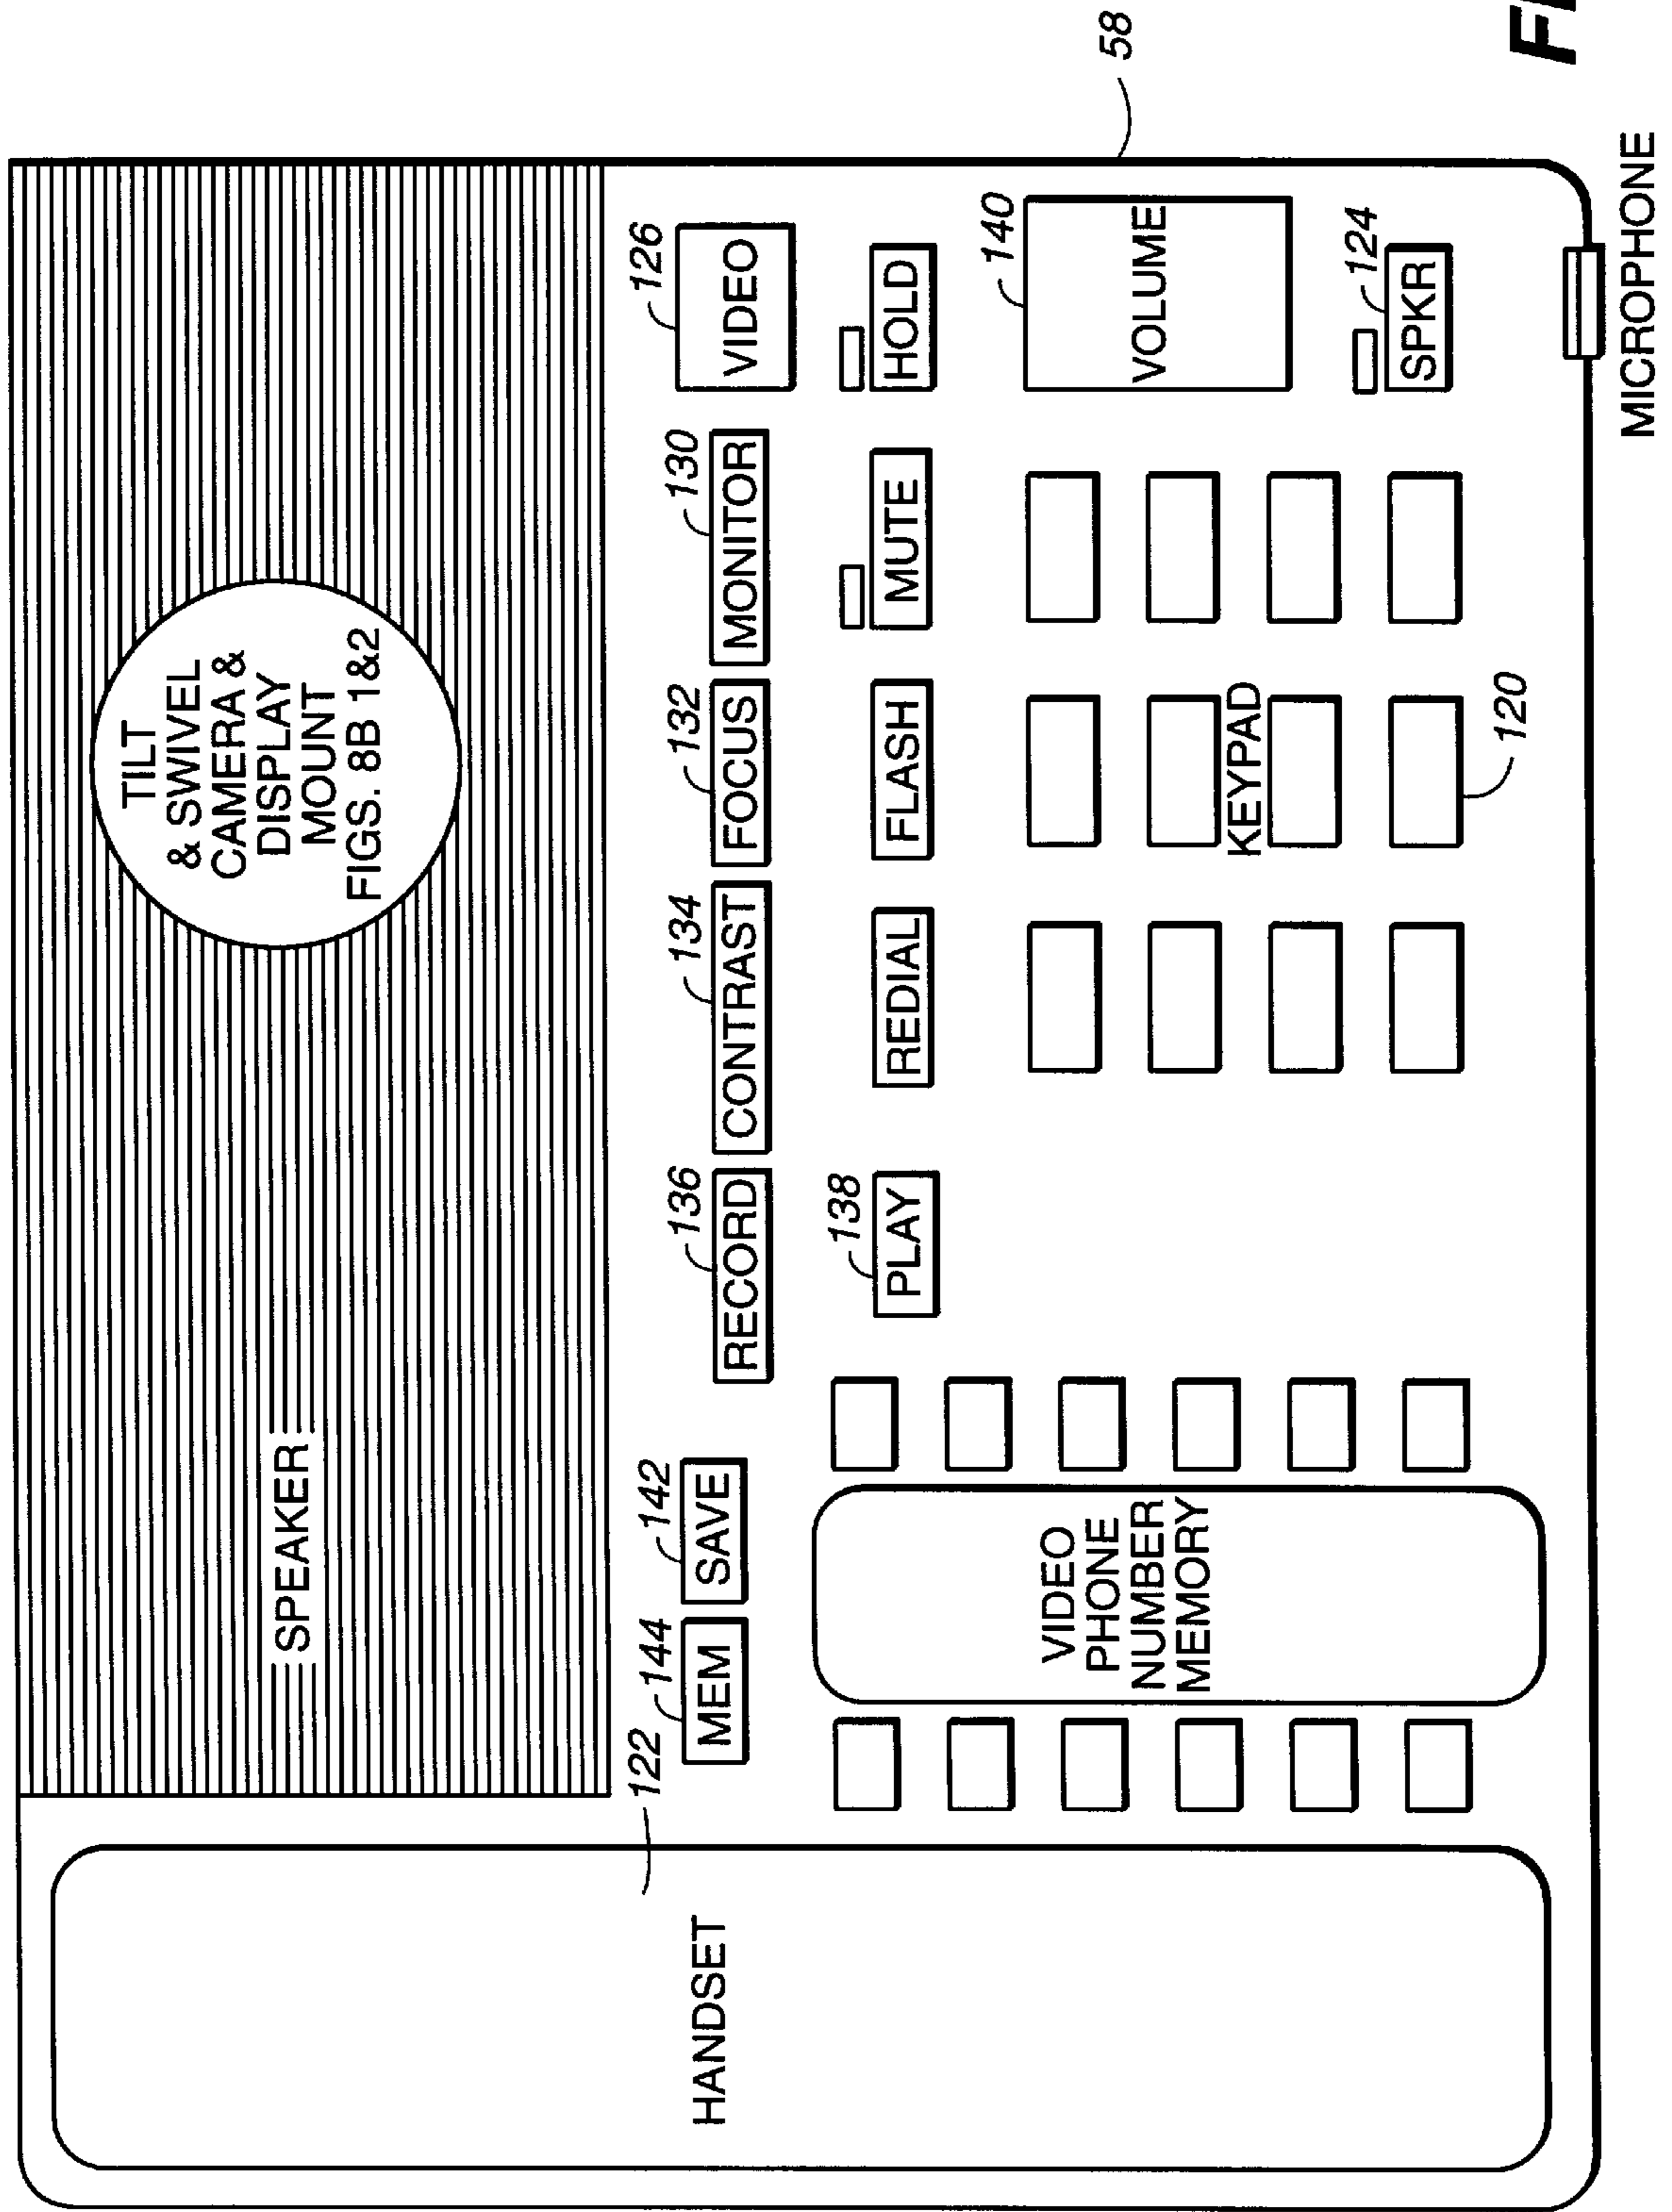 TILT
& SWIVEL
CAMERA &
DISPLAY
MOUNT
FIGS. 8B 1&2
SPEAKER
122
144
142
136
134
132
130
126
MEM
SAVE
RECORD
CONTRAST
FOCUS
MONITOR
VIDEO
138
PLAY
REDIAL
FLASH
MUTE
HOLD
HANDSET
VIDEO
PHONE
NUMBER
MEMORY
KEYPAD
140
VOLUME
124
SPKR
120
58
MICROPHONE